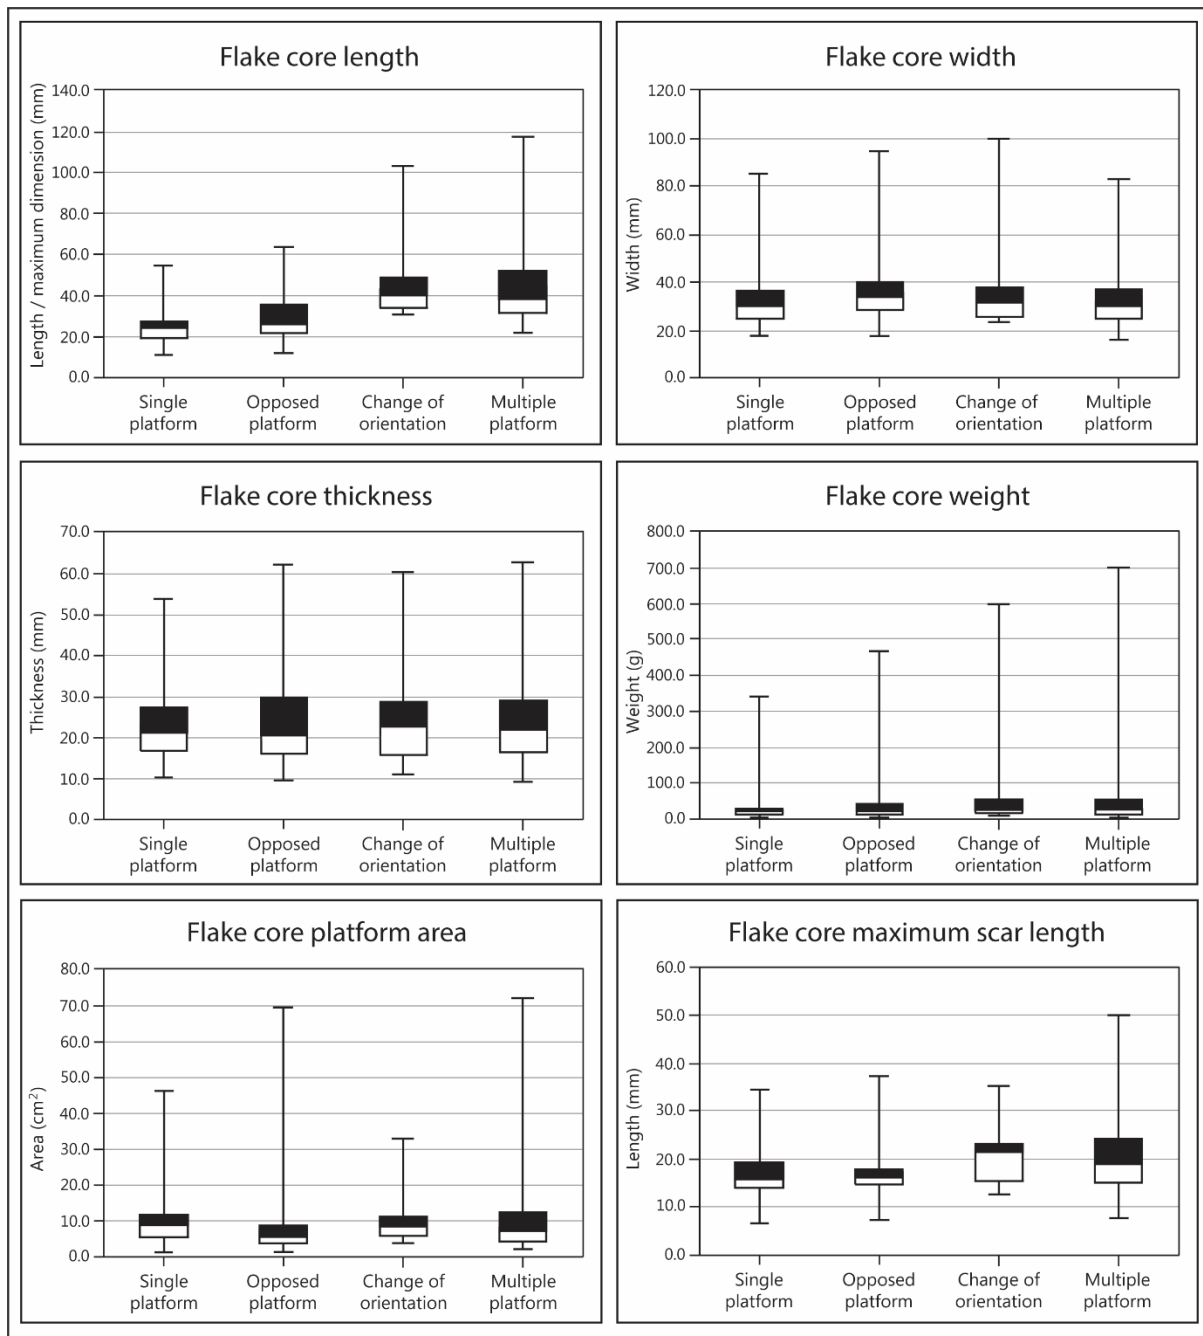 Flake core length
Length / maximum dimension (mm)
140.0
120.0
100.0
80.0
60.0
40.0
20.0
0.0
Single
platform
Opposed
platform
Change of
orientation
Multiple
platform
Flake core width
Width (mm)
120.0
100.0
80.0
60.0
40.0
20.0
0.0
Single
platform
Opposed
platform
Change of
orientation
Multiple
platform
Flake core thickness
Thickness (mm)
70.0
60.0
50.0
40.0
30.0
20.0
10.0
0.0
Single
platform
Opposed
platform
Change of
orientation
Multiple
platform
Flake core weight
Weight (g)
800.0
700.0
600.0
500.0
400.0
300.0
200.0
100.0
0.0
Single
platform
Opposed
platform
Change of
orientation
Multiple
platform
Flake core platform area
Area (cm²)
80.0
70.0
60.0
50.0
40.0
30.0
20.0
10.0
0.0
Single
platform
Opposed
platform
Change of
orientation
Multiple
platform
Flake core maximum scar length
Length (mm)
60.0
50.0
40.0
30.0
20.0
10.0
0.0
Single
platform
Opposed
platform
Change of
orientation
Multiple
platform